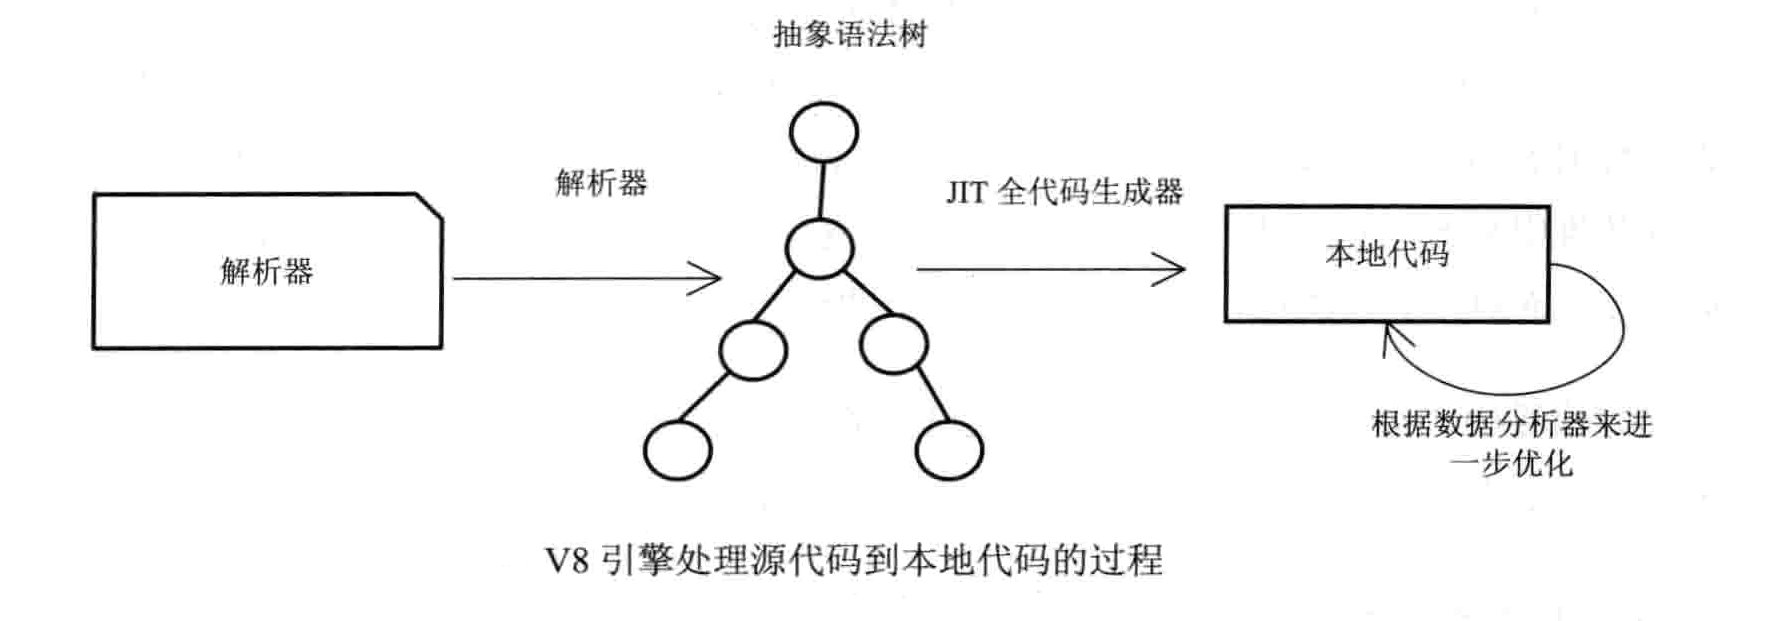 抽象语法树
解析器
解析器
JIT 全代码生成器
本地代码
根据数据分析器来进
一步优化
V8 引擎处理源代码到本地代码的过程